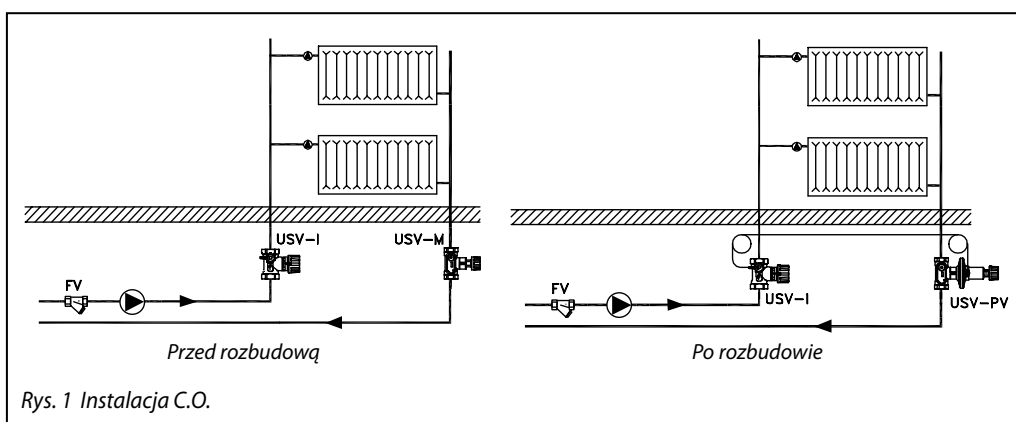 USV-I
USV-M
FV
Przed rozbudową
FV
USV-I
USV-PV
Po rozbudowie
Rys. 1 Instalacja C.O.